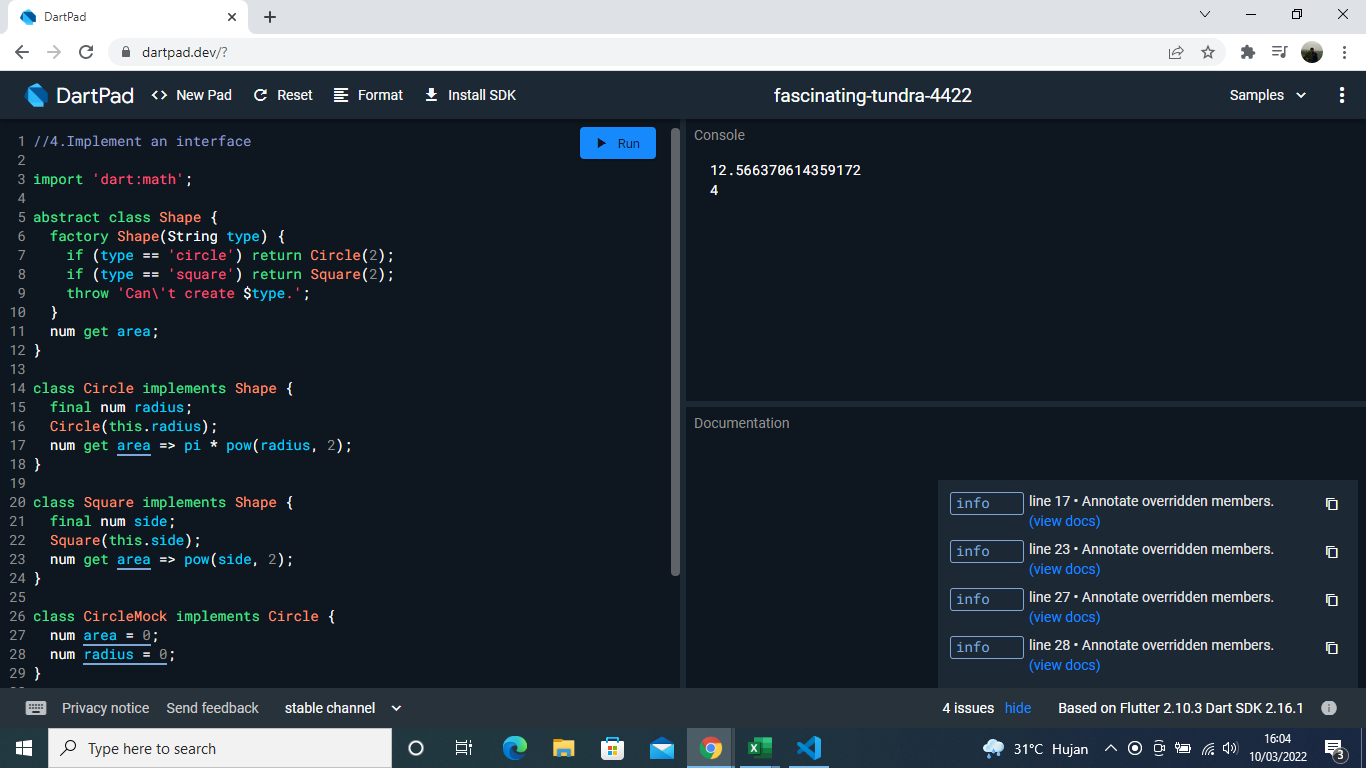 DartPad
dartpad.dev/?
DartPad
New Pad
Reset
Format
Install SDK
fascinating-tundra-4422
Samples
1 //4.Implement an interface
2
3 import 'dart:math';
4
5 abstract class Shape {
6 factory Shape(String type) {
7 if (type == 'circle') return Circle(2);
8 if (type == 'square') return Square(2);
9 throw 'Can\'t create $type.';
10 }
11 num get area;
12 }
13
14 class Circle implements Shape {
15 final num radius;
16 Circle(this.radius);
17 num get area => pi * pow(radius, 2);
18 }
19
20 class Square implements Shape {
21 final num side;
22 Square(this.side);
23 num get area => pow(side, 2);
24 }
25
26 class CircleMock implements Circle {
27 num area = 0;
28 num radius = 0;
29 }
Run
Console
12.566370614359172
4
Documentation
info line 17 • Annotate overridden members.
(view docs)
info line 23 • Annotate overridden members.
(view docs)
info line 27 • Annotate overridden members.
(view docs)
info line 28 • Annotate overridden members.
(view docs)
Privacy notice
Send feedback
stable channel
4 issues
hide
Based on Flutter 2.10.3 Dart SDK 2.16.1
Type here to search
31°C Hujan
16:04
10/03/2022
3